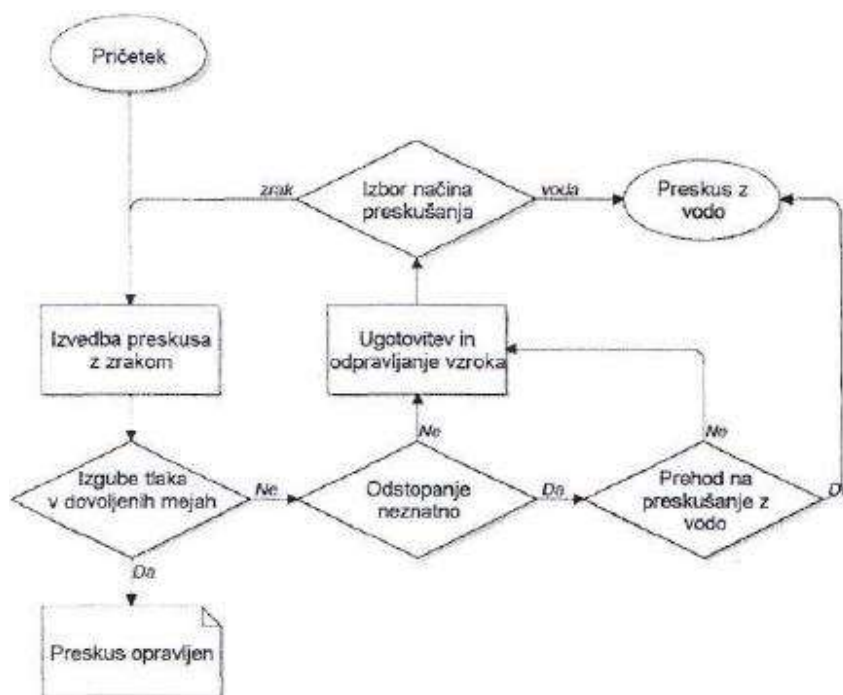 Pričetek
zrak
Izbor načina
preskušanja
voda
Preskus z
vodo
Izvedba preskusa
z zrakom
Ugotovitev in
odpravljanje vzroka
Ne
Ne
Izgube tlaka
v dovoljenih mejah
Ne
Odstopanje
neznatno
Da
Prehod na
preskušanje z
vodo
Da
Preskus opravljen